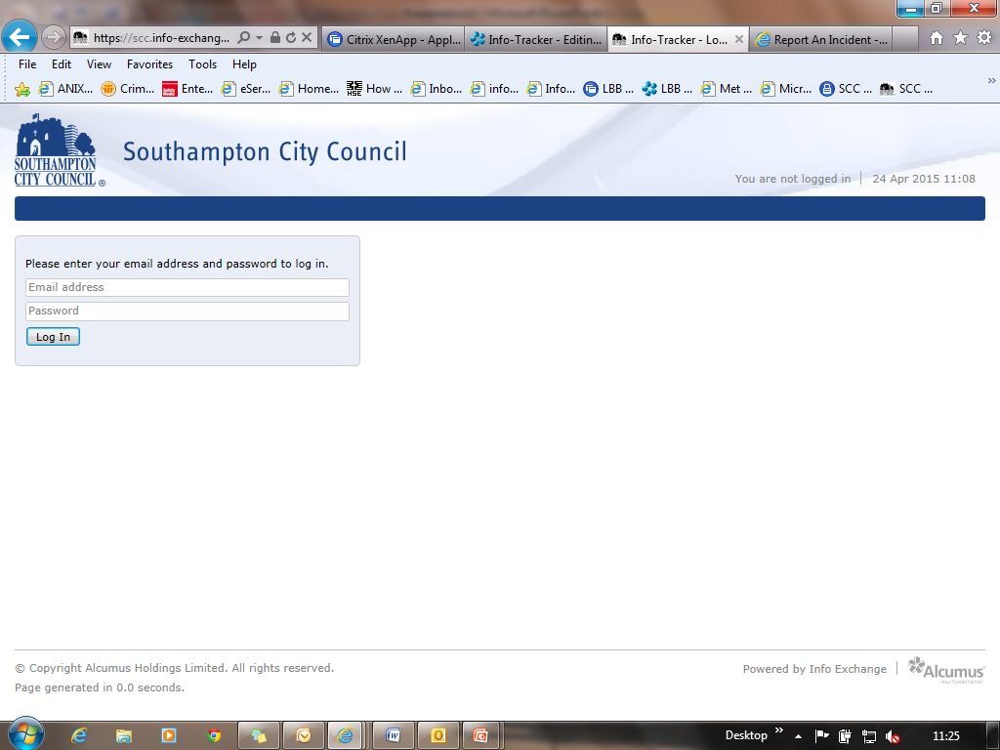 https://scc.info-exchang...
Citrix XenApp - Appl...
Info-Tracker - Editin...
Info-Tracker - Lo...
Report An Incident -...
File Edit View Favorites Tools Help
ANIX... Crim... Ente... eSer... Home... How ... Inbo... info... Info... LBB ... LBB ... Met ... Micr... SCC ... SCC ...
SOUTHAMPTON
CITY COUNCIL ®
Southampton City Council
You are not logged in | 24 Apr 2015 11:08
Please enter your email address and password to log in.
Email address
Password
Log In
© Copyright Alcumus Holdings Limited. All rights reserved.
Powered by Info Exchange | Alcumus
Your Trusted Partner
Page generated in 0.0 seconds.
Desktop
11:25